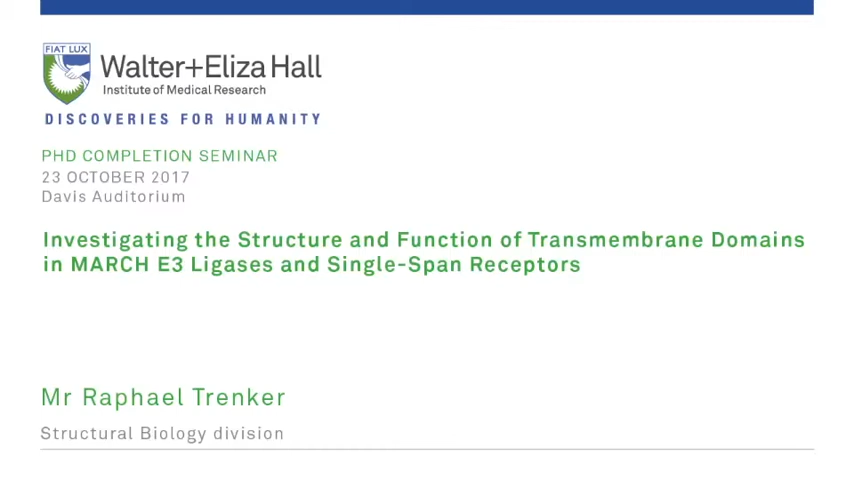 FIAT LUX
Walter+Eliza Hall
Institute of Medical Research
DISCOVERIES FOR HUMANITY
PHD COMPLETION SEMINAR
23 OCTOBER 2017
Davis Auditorium
Investigating the Structure and Function of Transmembrane Domains
in MARCH E3 Ligases and Single-Span Receptors
Mr Raphael Trenker
Structural Biology division